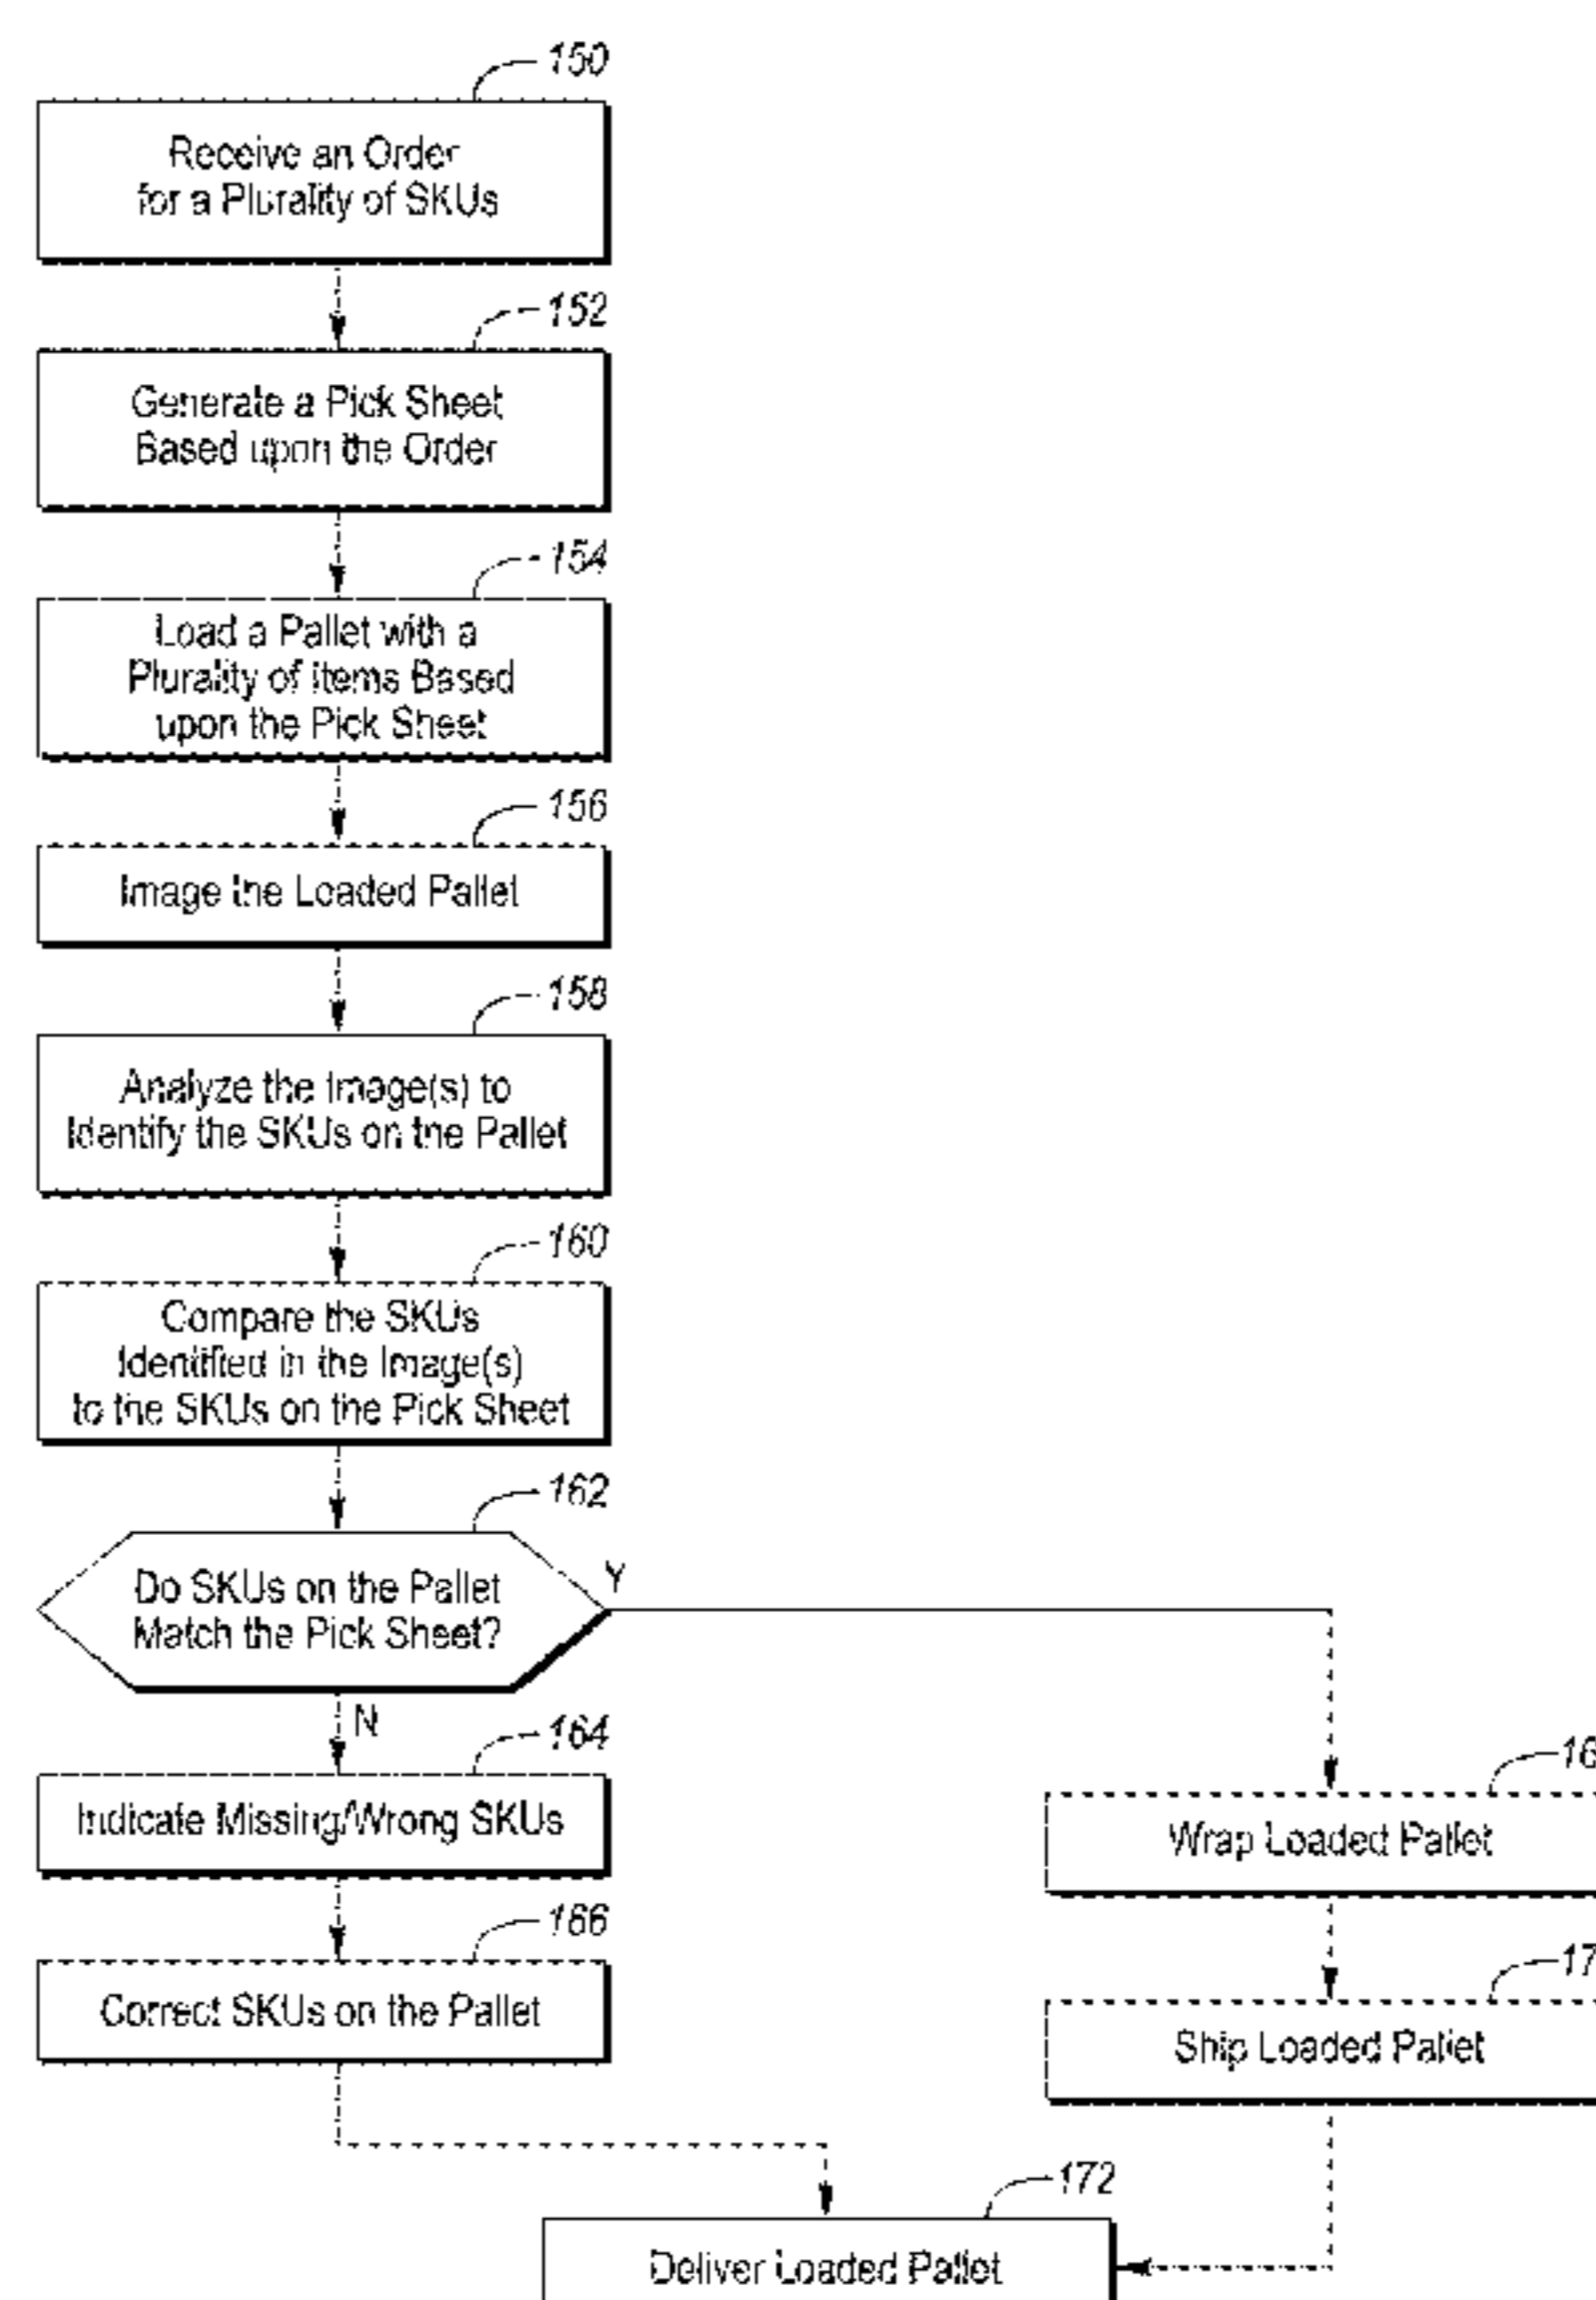 150
Receive an Order
for a Plurality of SKUs
152
Generate a Pick Sheet
Based upon the Order
154
Load a Pallet with a
Plurality of Items Based
upon the Pick Sheet
156
Image the Loaded Pallet
158
Analyze the Image(s) to
Identify the SKUs on the Pallet
160
Compare the SKUs
Identified in the Image(s)
to the SKUs on the Pick Sheet
162
Do SKUs on the Pallet
Match the Pick Sheet?
Y
N
164
Indicate Missing/Wrong SKUs
166
Correct SKUs on the Pallet
16
Wrap Loaded Pallet
17
Ship Loaded Pallet
172
Deliver Loaded Pallet